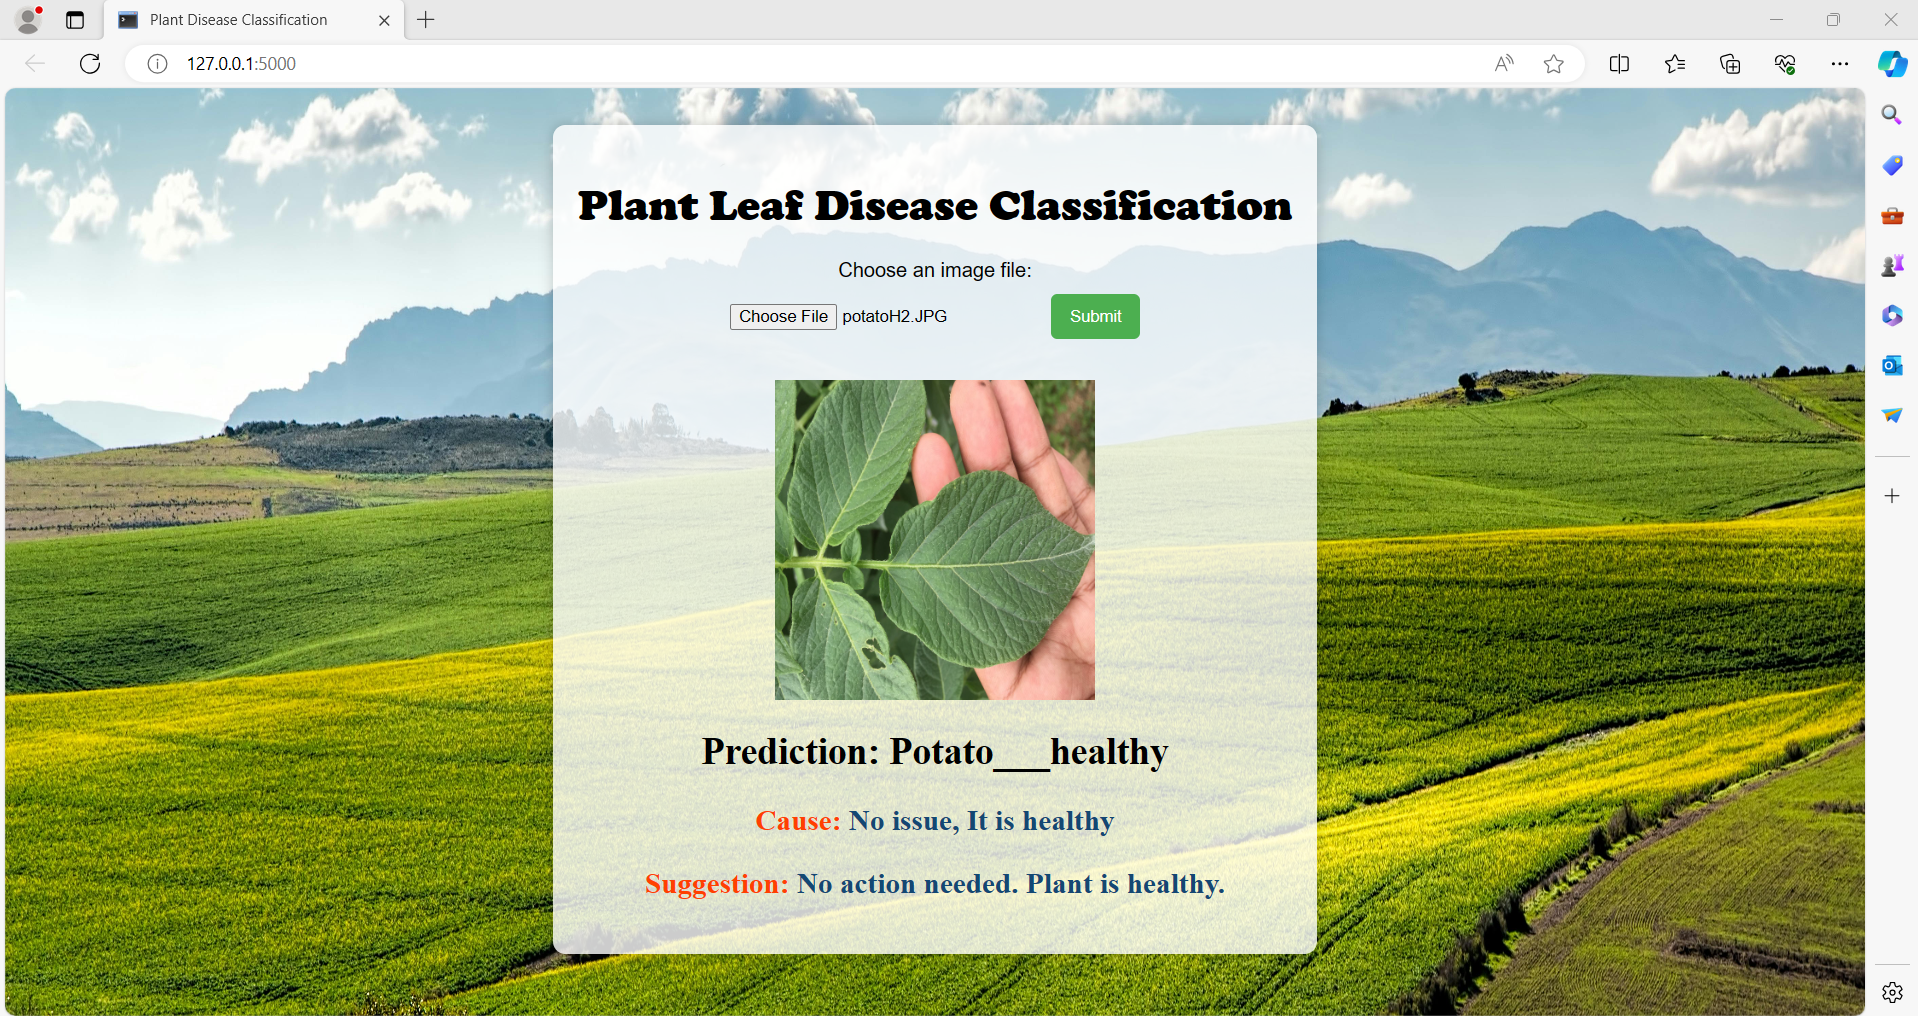 Plant Disease Classification
127.0.0.1:5000
Plant Leaf Disease Classification
Choose an image file:
Choose File potatoH2.JPG Submit
Prediction: Potato___healthy
Cause: No issue, It is healthy
Suggestion: No action needed. Plant is healthy.